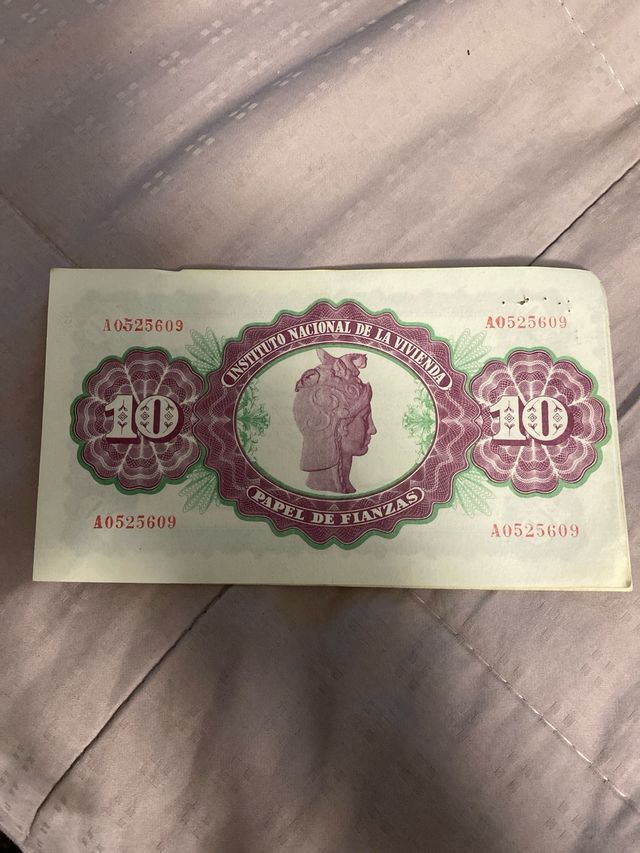 A0525609 A0525609
INSTITUTO NACIONAL DE LA VIVIENDA
10 10
PAPEL DE FIANZAS
A0525609 A0525609